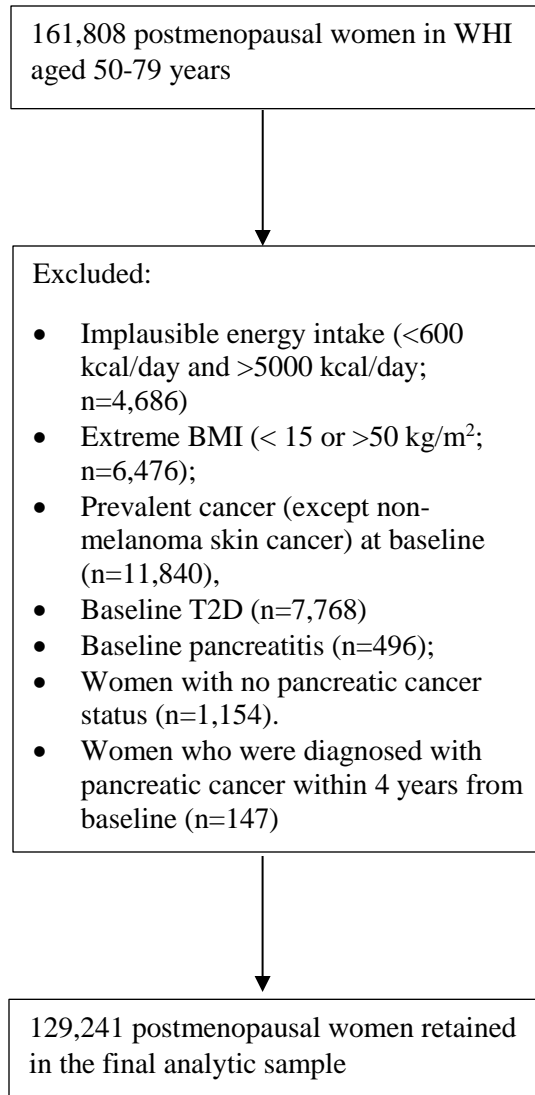 161,808 postmenopausal women in WHI
aged 50-79 years
Excluded:
• Implausible energy intake (<600
kcal/day and >5000 kcal/day;
n=4,686)
• Extreme BMI (< 15 or >50 kg/m²;
n=6,476);
• Prevalent cancer (except non-
melanoma skin cancer) at baseline
(n=11,840),
• Baseline T2D (n=7,768)
• Baseline pancreatitis (n=496);
• Women with no pancreatic cancer
status (n=1,154).
• Women who were diagnosed with
pancreatic cancer within 4 years from
baseline (n=147)
129,241 postmenopausal women retained
in the final analytic sample